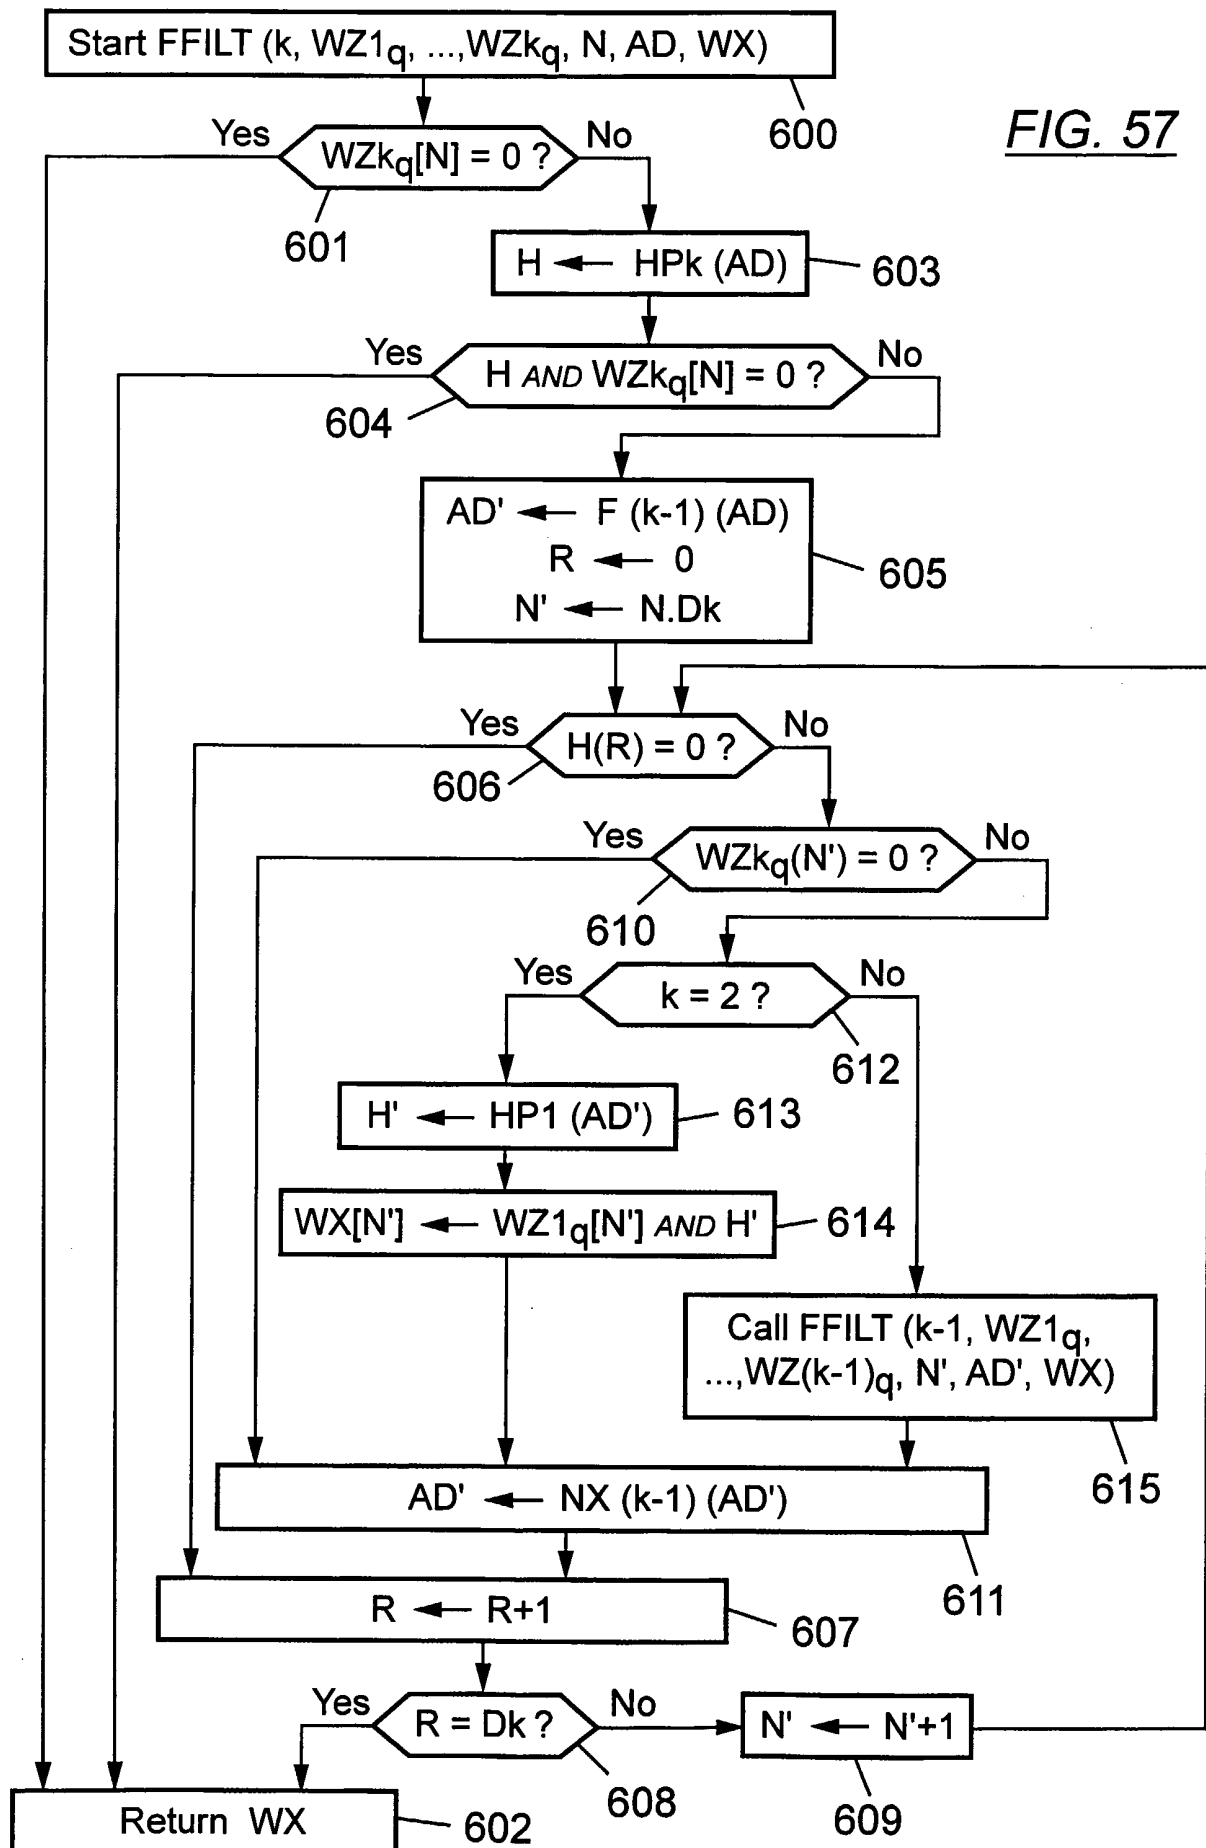 Start FFILT (k, WZ1q, ...,WZkq, N, AD, WX)
600
FIG. 57
Yes
WZkq[N] = 0 ?
No
601
H ← HPk (AD)
603
Yes
H AND WZkq[N] = 0 ?
No
604
AD' ← F (k-1) (AD)
R ← 0
N' ← N.Dk
605
Yes
H(R) = 0 ?
No
606
Yes
WZkq(N') = 0 ?
No
610
Yes
k = 2 ?
No
612
H' ← HP1 (AD')
613
WX[N'] ← WZ1q[N'] AND H'
614
Call FFILT (k-1, WZ1q,
...,WZ(k-1)q, N', AD', WX)
615
AD' ← NX (k-1) (AD')
611
R ← R+1
607
Yes
R = Dk ?
No
608
N' ← N'+1
609
Return WX
602